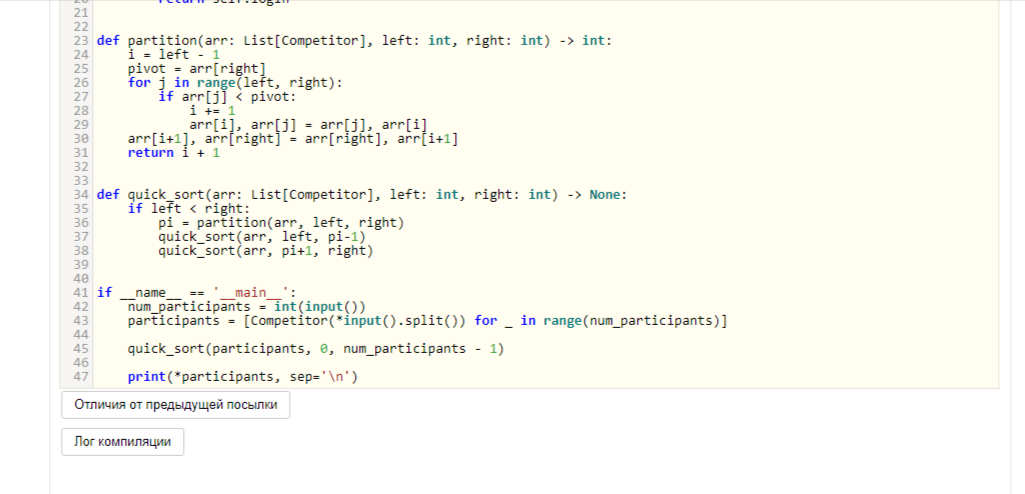 20 return self.login
21
22
23 def partition(arr: List[Competitor], left: int, right: int) -> int:
24     i = left - 1
25     pivot = arr[right]
26     for j in range(left, right):
27         if arr[j] < pivot:
28             i += 1
29             arr[i], arr[j] = arr[j], arr[i]
30     arr[i+1], arr[right] = arr[right], arr[i+1]
31     return i + 1
32
33
34 def quick_sort(arr: List[Competitor], left: int, right: int) -> None:
35     if left < right:
36         pi = partition(arr, left, right)
37         quick_sort(arr, left, pi-1)
38         quick_sort(arr, pi+1, right)
39
40
41 if __name__ == '__main__':
42     num_participants = int(input())
43     participants = [Competitor(*input().split()) for _ in range(num_participants)]
44
45     quick_sort(participants, 0, num_participants - 1)
46
47     print(*participants, sep='\n')
Отличия от предыдущей посылки
Лог компиляции